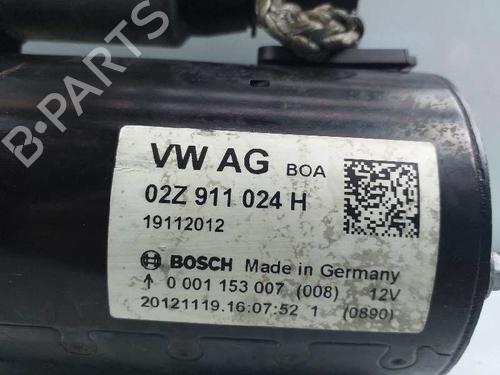 B-PARTS
VW AG BOA
02Z 911 024 H
19112012
BOSCH Made in Germany
↑ 0 001 153 007 (008) 12V
20121119.16:07:52 1 (0890)